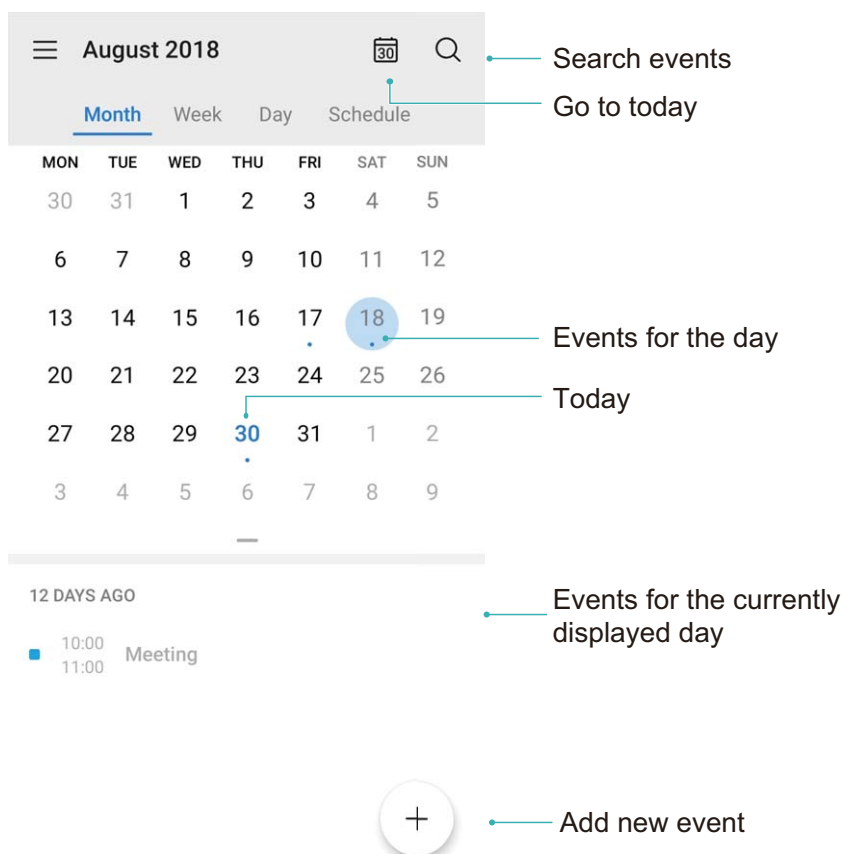 August 2018
30
Search events
Go to today
Month Week Day Schedule
MON TUE WED THU FRI SAT SUN
30 31 1 2 3 4 5
6 7 8 9 10 11 12
13 14 15 16 17 18 19
Events for the day
20 21 22 23 24 25 26
Today
27 28 29 30 31 1 2
3 4 5 6 7 8 9
12 DAYS AGO
Events for the currently
displayed day
10:00
11:00
Meeting
Add new event